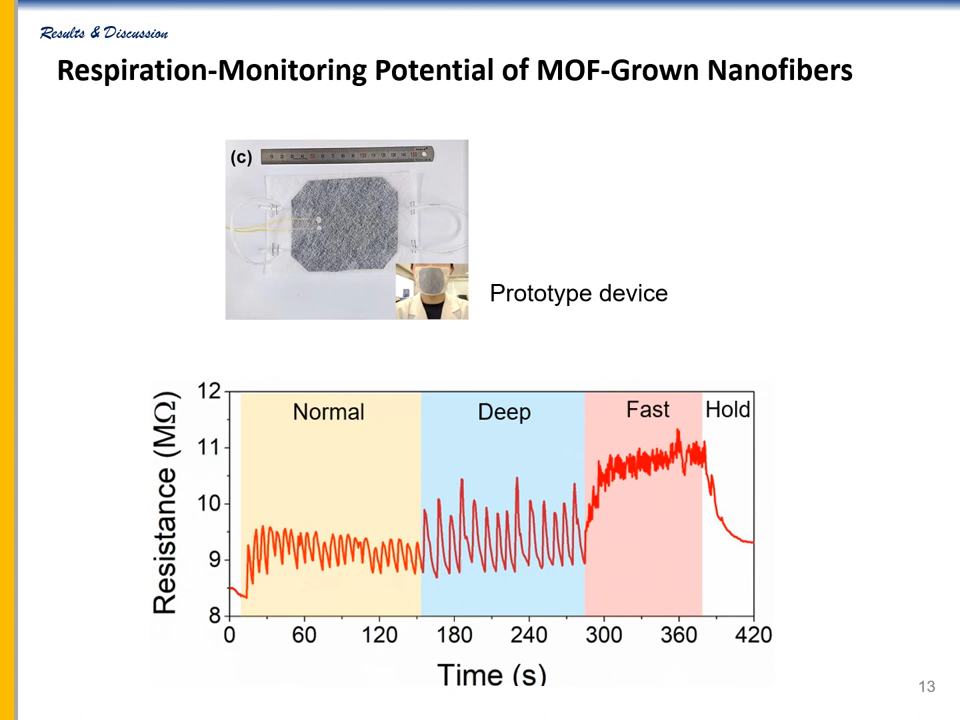 Results & Discussion
Respiration-Monitoring Potential of MOF-Grown Nanofibers
(c)
Prototype device
Resistance (MΩ)
12
11
10
9
8
Normal
Deep
Fast
Hold
0
60
120
180
240
300
360
420
Time (s)
13